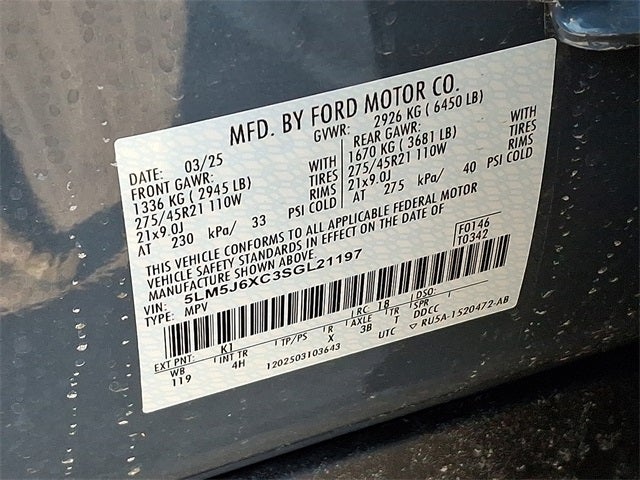 MFD. BY FORD MOTOR CO.
DATE: 03/25 GVWR: 2926 KG ( 6450 LB)
FRONT GAWR: WITH REAR GAWR: WITH
1336 KG ( 2945 LB) TIRES 1670 KG ( 3681 LB) TIRES
275/45R21 110W RIMS 275/45R21 110W RIMS
21x9.0J PSI COLD 21x9.0J PSI COLD
AT 230 kPa/ 33 AT 275 kPa/ 40
THIS VEHICLE CONFORMS TO ALL APPLICABLE FEDERAL MOTOR
VEHICLE SAFETY STANDARDS IN EFFECT ON THE DATE OF
MANUFACTURE SHOWN ABOVE. F0146
5LM5J6XC3SGL21197 T0342
TYPE: MPV
EXT PNT: K1 RC: 18 DSO:
WB INT TR TP/PS R AXLE TR SPR
119 4H X 3B T DDCC
1202503103643 UTC ▽ RU5A-1520472-AB